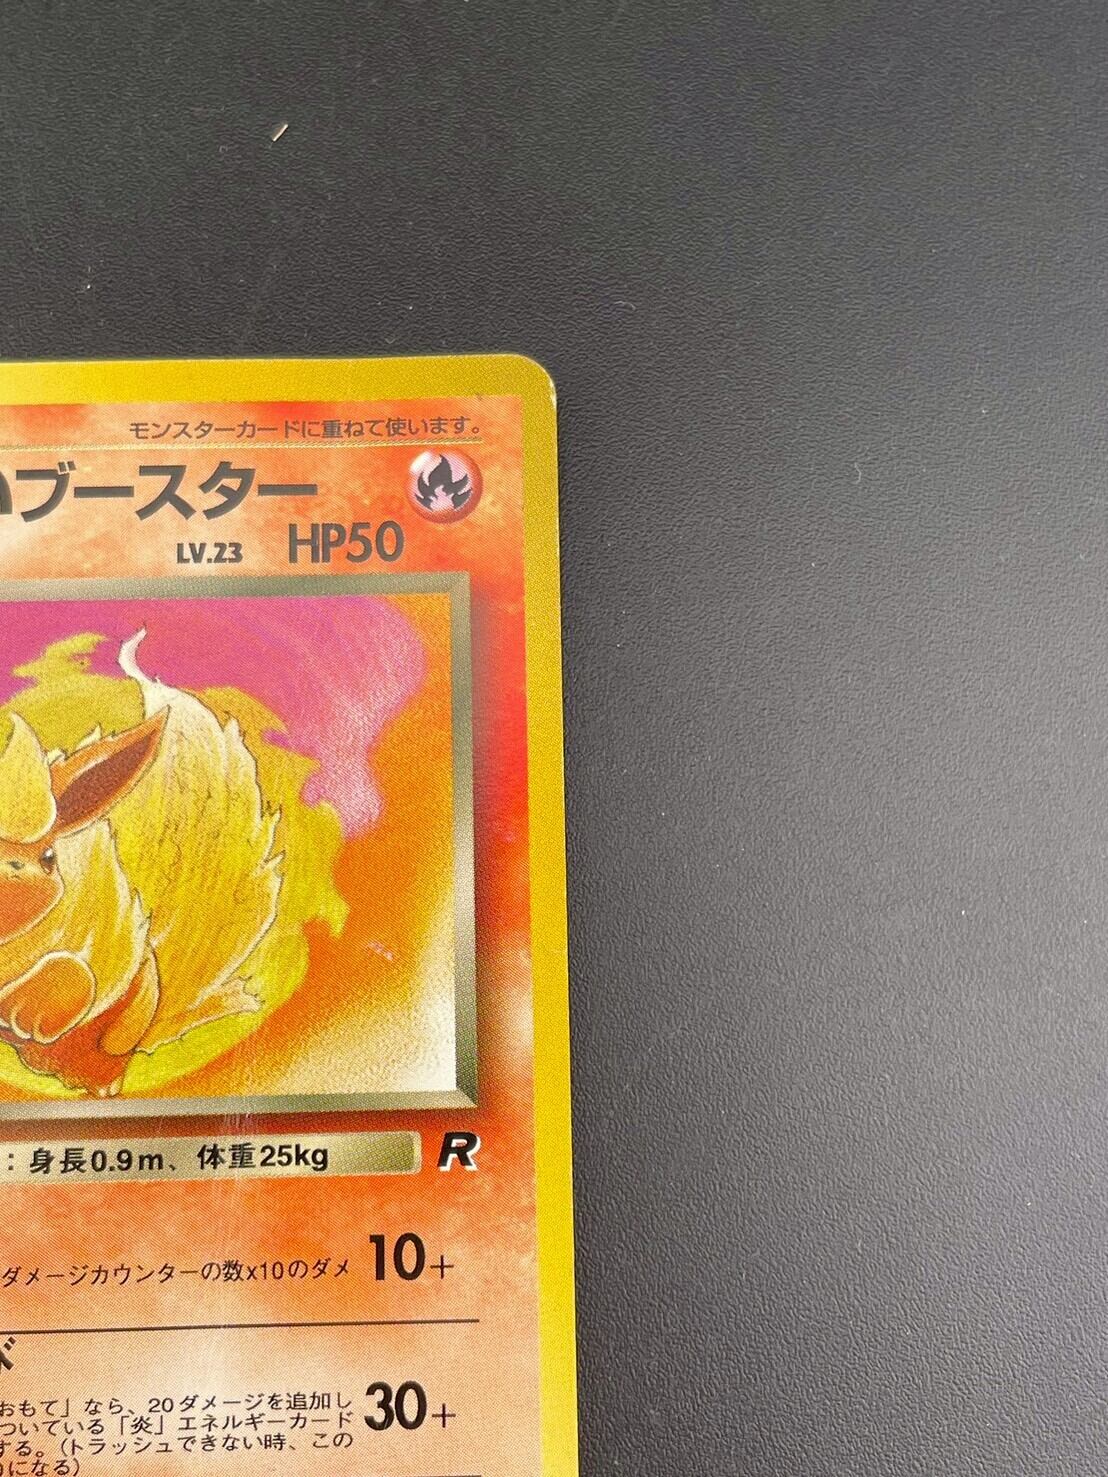 モンスターカードに重ねて使います。
いブースター
LV.23 HP50
：身長0.9m、体重25kg R
ダメージカウンターの数x10のダメ 10+
ド
おもて」なら、20ダメージを追加し 30+
ついている「炎」エネルギーカード
する。(トラッシュできない時、この
になる)